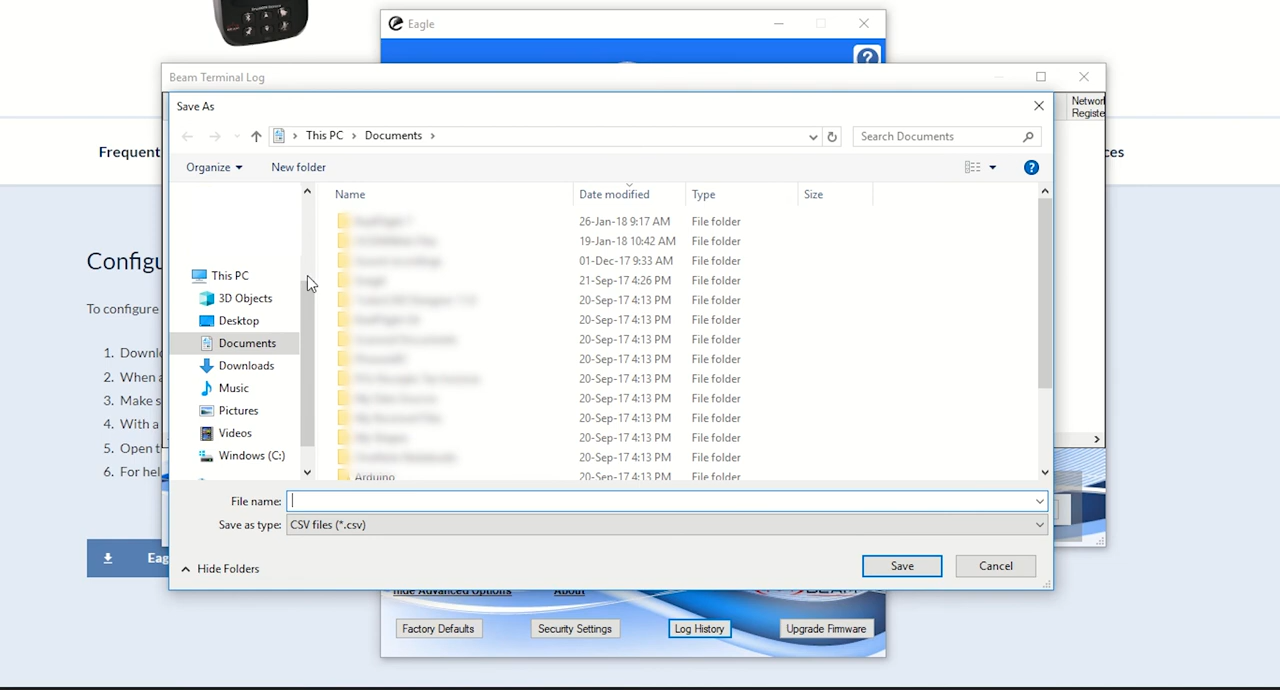 Eagle
?
Beam Terminal Log
Save As
Network
Registe
This PC > Documents >
Search Documents
Frequent
ces
Organize
New folder
?
Name
Date modified
Type
Size
26-Jan-18 9:17 AM File folder
19-Jan-18 10:42 AM File folder
01-Dec-17 9:33 AM File folder
21-Sep-17 4:26 PM File folder
20-Sep-17 4:13 PM File folder
20-Sep-17 4:13 PM File folder
20-Sep-17 4:13 PM File folder
20-Sep-17 4:13 PM File folder
20-Sep-17 4:13 PM File folder
20-Sep-17 4:13 PM File folder
20-Sep-17 4:13 PM File folder
20-Sep-17 4:13 PM File folder
20-Sep-17 4:13 PM File folder
Arduino 20-Sep-17 4:13 PM File folder
This PC
3D Objects
Desktop
Documents
Downloads
Music
Pictures
Videos
Windows (C:)
Configu
To configure
1. Downlo
2. When a
3. Make s
4. With a
5. Open t
6. For hel
File name:
Save as type: CSV files (*.csv)
Eag
Hide Folders
Save
Cancel
hide Advanced Options
About
BEAM
Factory Defaults
Security Settings
Log History
Upgrade Firmware